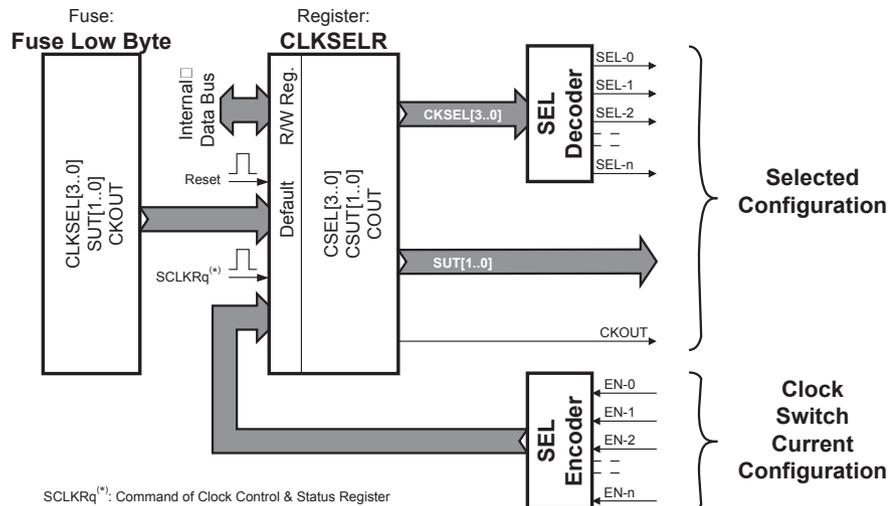 Fuse:
Fuse Low Byte
Register:
CLKSELR
CLKSEL[3..0]
SUT[1..0]
CKOUT
Internal□
Data Bus
Reset
SCLKRq(*)
R/W Reg.
Default
CSEL[3..0]
CSUT[1..0]
COUT
CKSEL[3..0]
SUT[1..0]
CKOUT
SEL
Decoder
SEL-0
SEL-1
SEL-2
SEL-n
Selected
Configuration
SEL
Encoder
EN-0
EN-1
EN-2
EN-n
Clock
Switch
Current
Configuration
SCLKRq(*): Command of Clock Control & Status Register